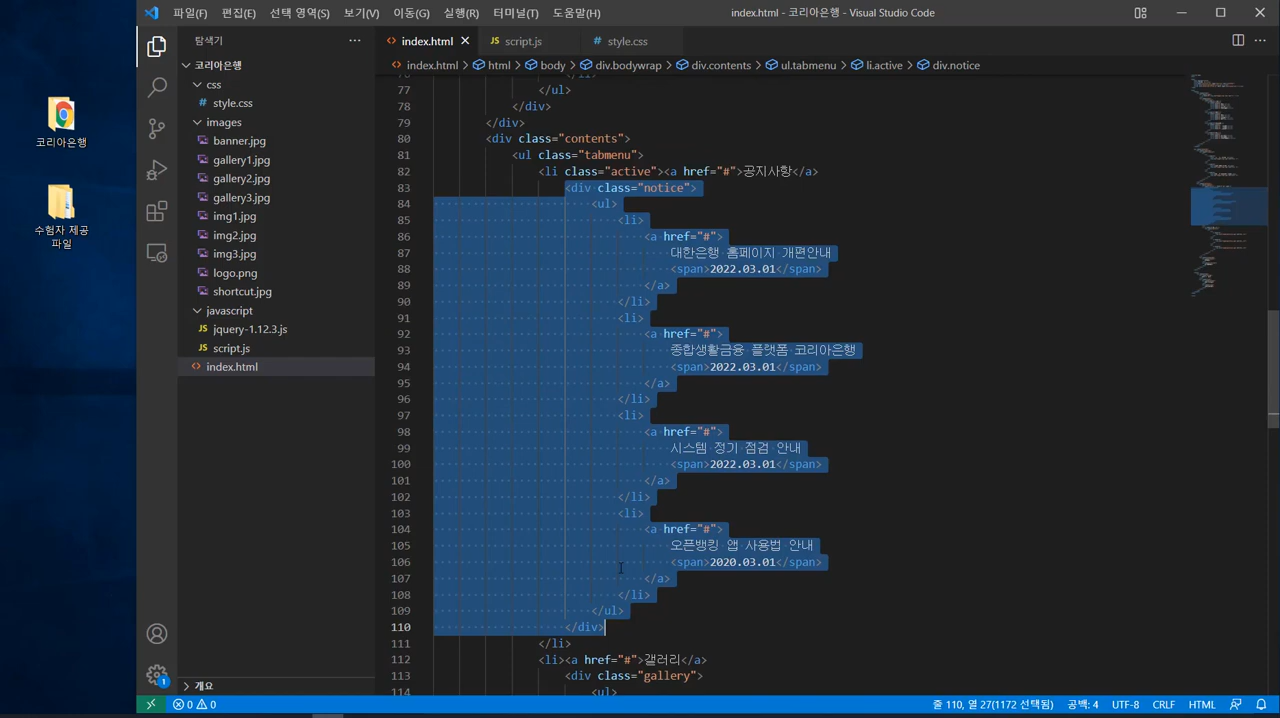 파일(F) 편집(E) 선택 영역(S) 보기(V) 이동(G) 실행(R) 터미널(T) 도움말(H) index.html - 코리아은행 - Visual Studio Code
탐색기
index.html script.js style.css
index.html html body div.bodywrap div.contents ul.tabmenu li.active div.notice
코리아은행
css
style.css
images
banner.jpg
gallery1.jpg
gallery2.jpg
gallery3.jpg
img1.jpg
img2.jpg
img3.jpg
logo.png
shortcut.jpg
javascript
jquery-1.12.3.js
script.js
index.html
개요
코리아은행
수험자 제공
파일
77 </ul>
78 </div>
79 </div>
80 <div class="contents">
81 <ul class="tabmenu">
82 <li class="active"><a href="#">공지사항</a>
83 <div class="notice">
84 <ul>
85 <li>
86 <a href="#">
87 대한은행 홈페이지 개편안내
88 <span>2022.03.01</span>
89 </a>
90 </li>
91 <li>
92 <a href="#">
93 종합생활금융 플랫폼 코리아은행
94 <span>2022.03.01</span>
95 </a>
96 </li>
97 <li>
98 <a href="#">
99 시스템 정기 점검 안내
100 <span>2022.03.01</span>
101 </a>
102 </li>
103 <li>
104 <a href="#">
105 오픈뱅킹 앱 사용법 안내
106 <span>2020.03.01</span>
107 </a>
108 </li>
109 </ul>
110 </div>
111 </li>
112 <li><a href="#">갤러리</a>
113 <div class="gallery">
114 <ul>
0 0 줄 110, 열 27(1172 선택됨) 공백: 4 UTF-8 CRLF HTML
1